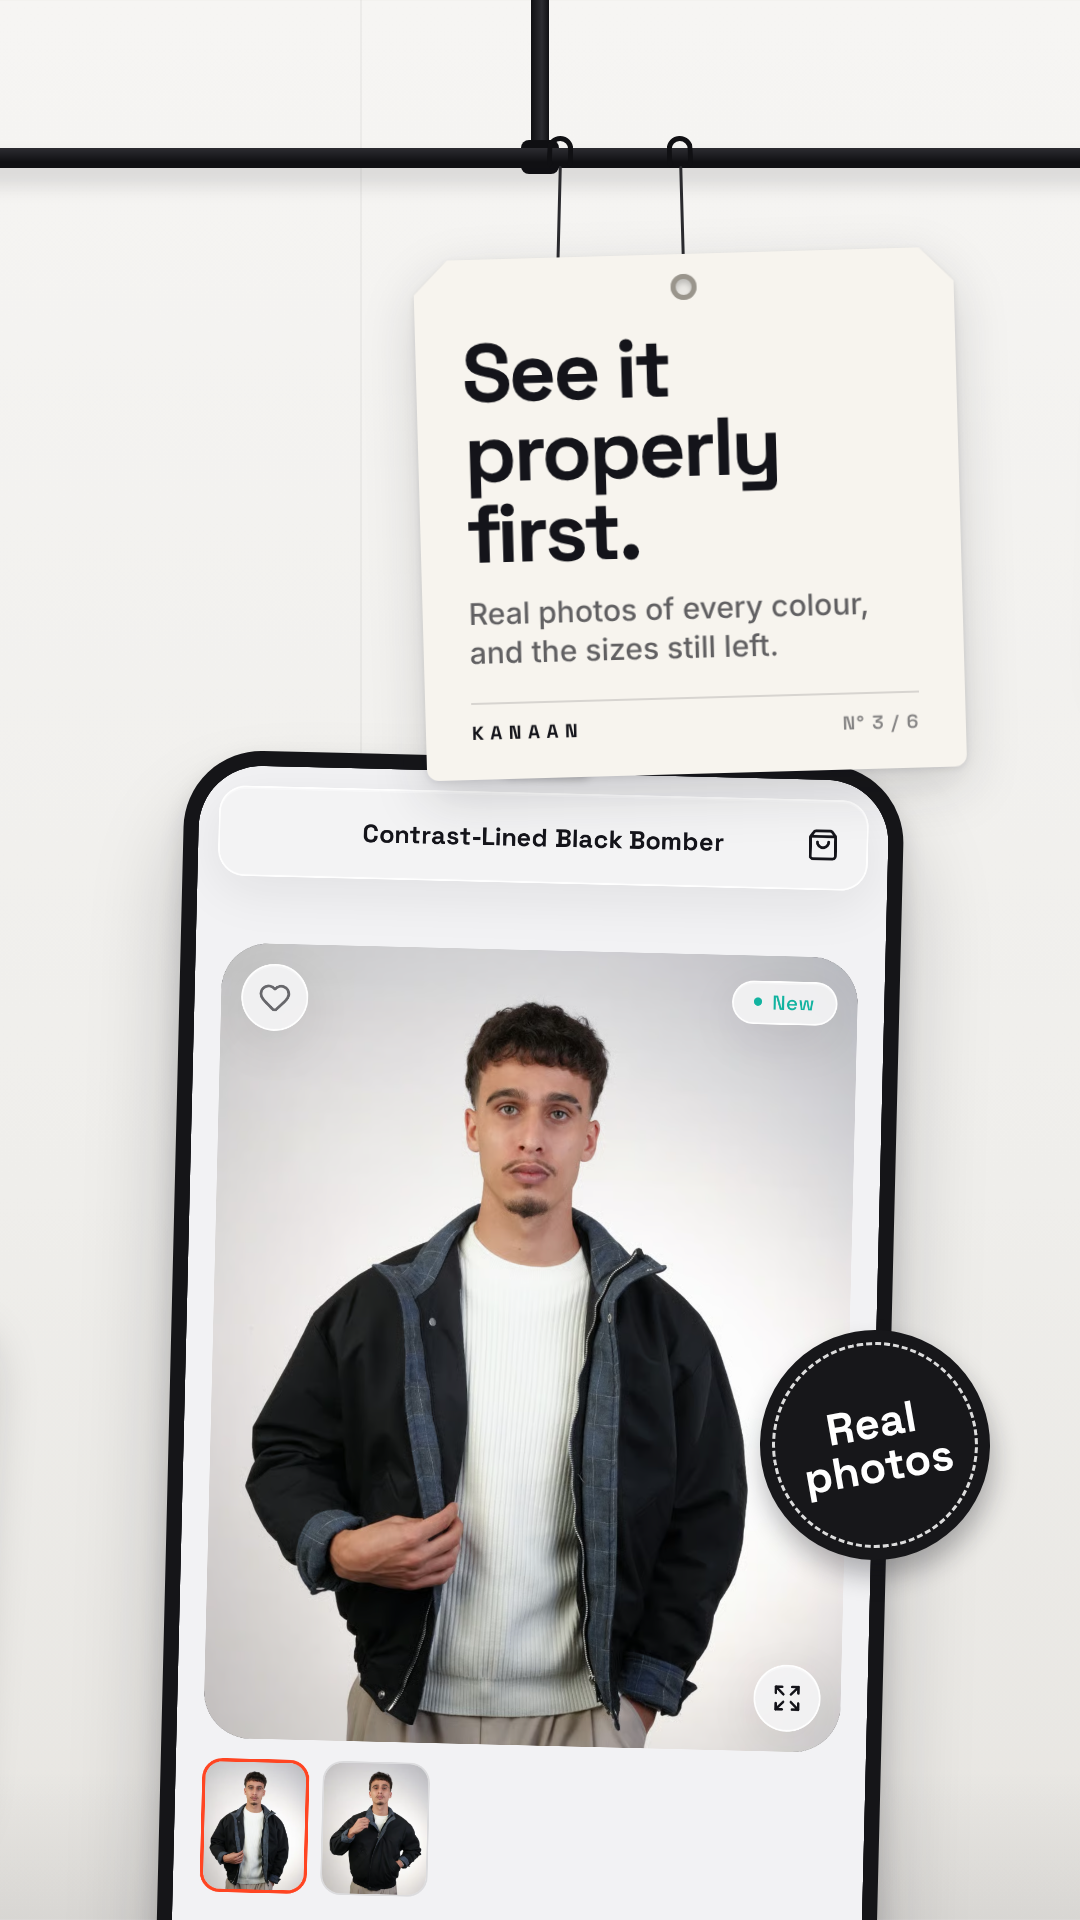 See it
properly
first.
Real photos of every colour,
and the sizes still left.
KANAAN
N° 3 / 6
Contrast-Lined Black Bomber
New
Real
photos